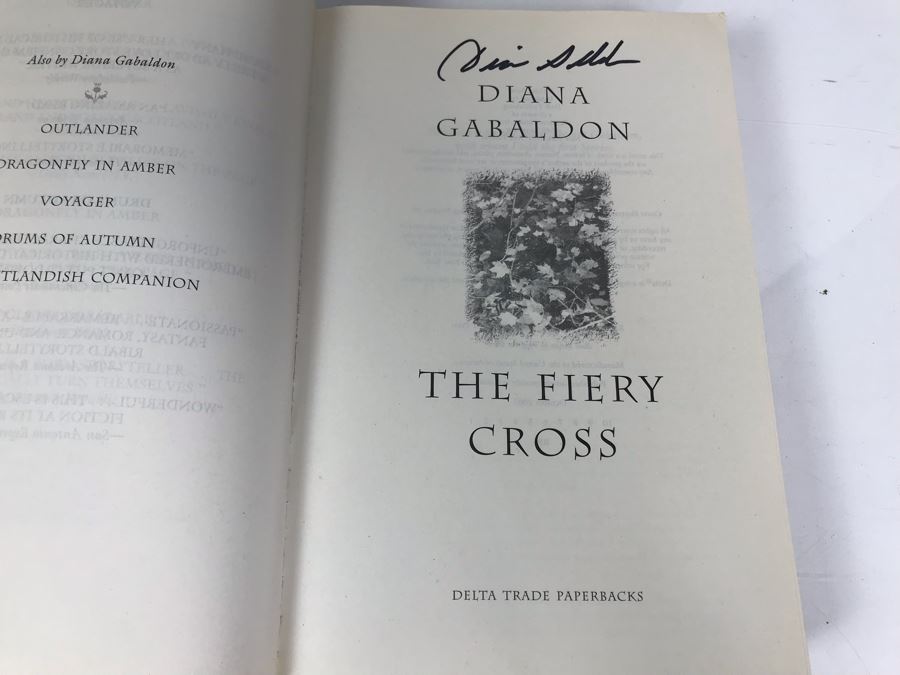 Also by Diana Gabaldon
OUTLANDER
DRAGONFLY IN AMBER
VOYAGER
DRUMS OF AUTUMN
TLANDISH COMPANION
DIANA
GABALDON
THE FIERY
CROSS
DELTA TRADE PAPERBACKS